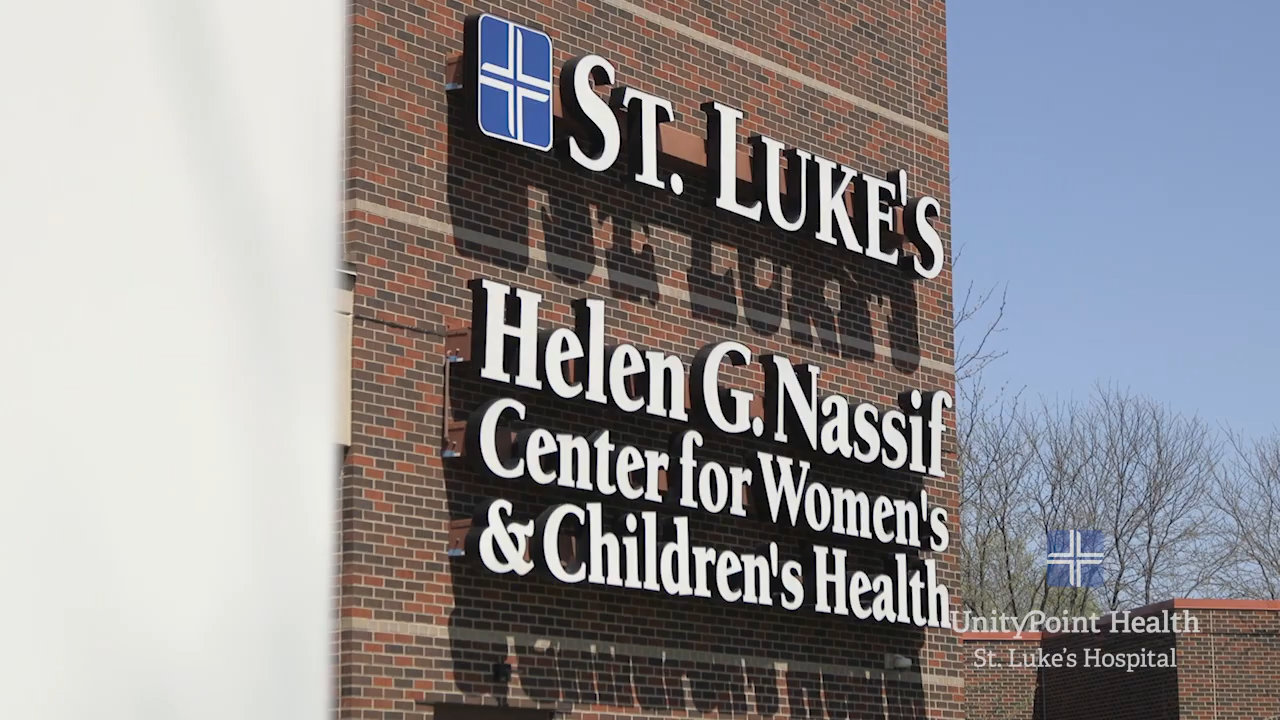 St. Luke's
Helen G. Nassif
Center for Women's
& Children's Health
UnityPoint Health
St. Luke's Hospital